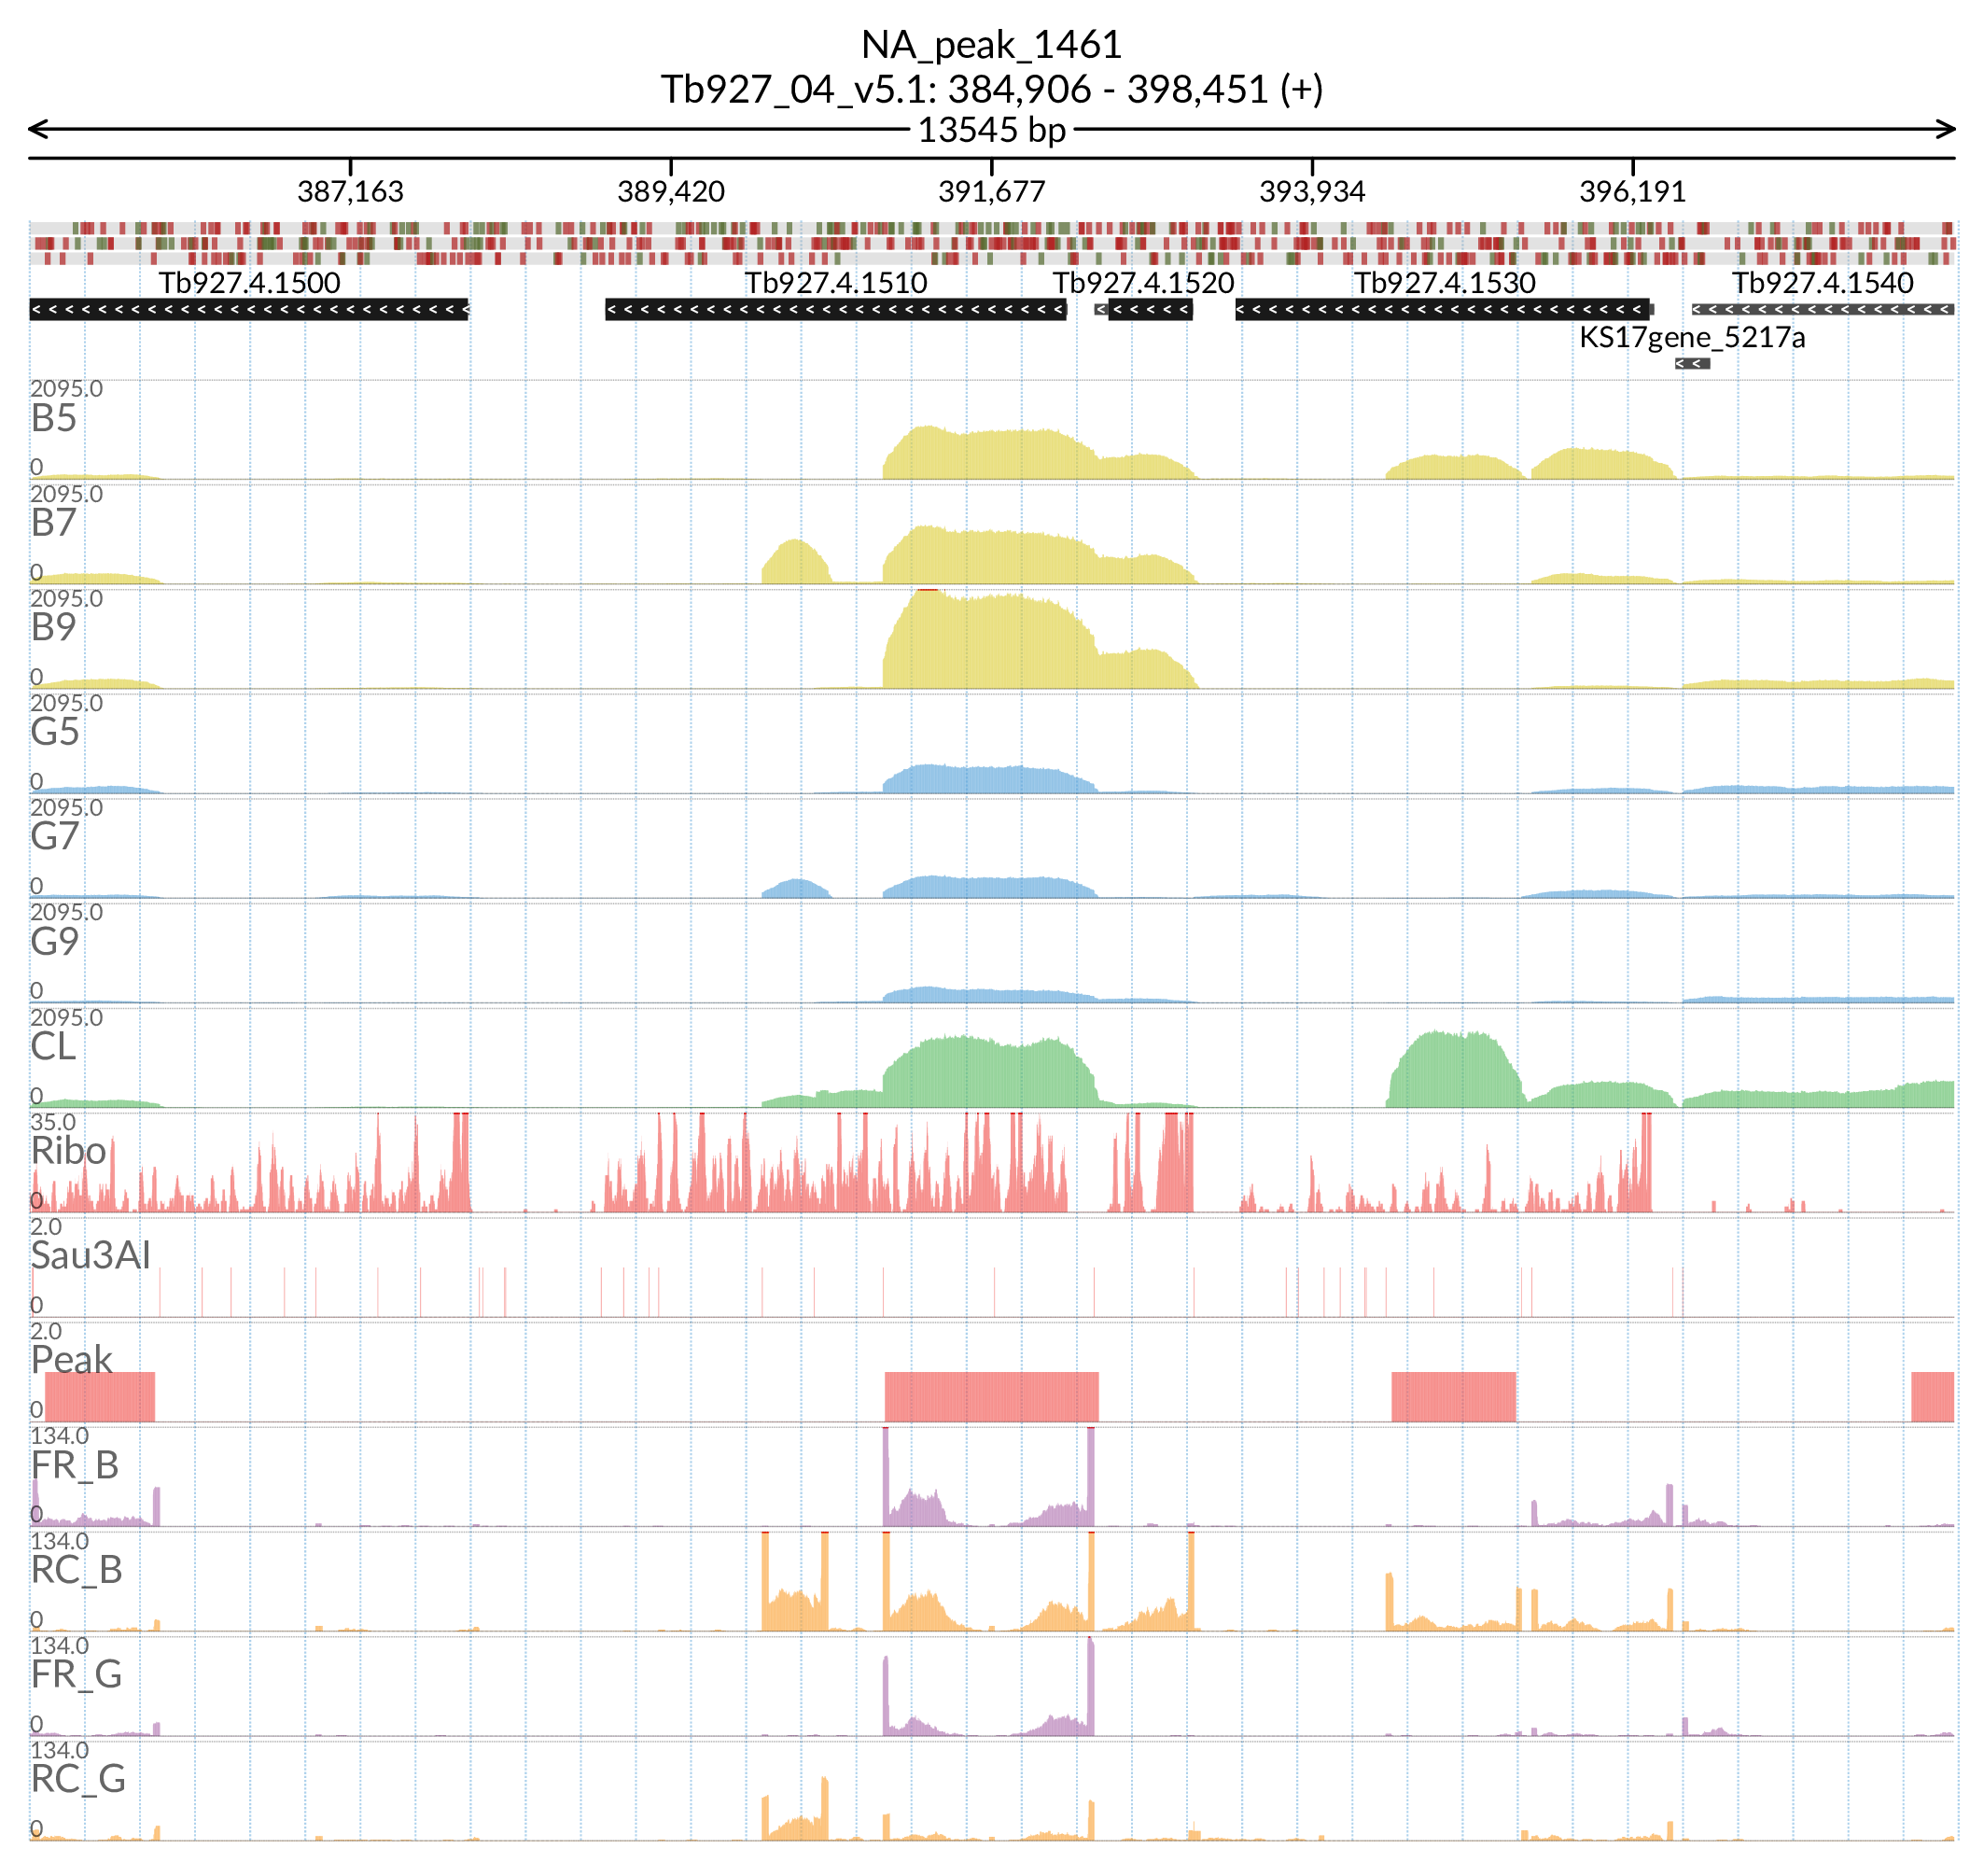 NA_peak_1461
Tb927_04_v5.1: 384,906 - 398,451 (+)
13545 bp
387,163 389,420 391,677 393,934 396,191
Tb927.4.1500 Tb927.4.1510 Tb927.4.1520 Tb927.4.1530 Tb927.4.1540
KS17gene_5217a
2095.0
B5
0
2095.0
B7
0
2095.0
B9
0
2095.0
G5
0
2095.0
G7
0
2095.0
G9
0
2095.0
CL
0
35.0
Ribo
0
2.0
Sau3AI
0
2.0
Peak
0
134.0
FR_B
0
134.0
RC_B
0
134.0
FR_G
0
134.0
RC_G
0